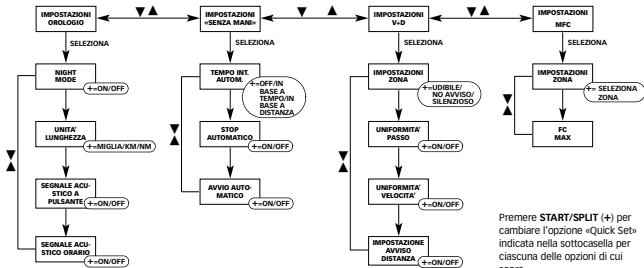 IMPOSTAZIONI
OROLOGIO
▼▲
IMPOSTAZIONI
«SENZA MANI»
▼▲
IMPOSTAZIONI
V+D
▼▲
IMPOSTAZIONI
MFC
SELEZIONA
SELEZIONA
SELEZIONA
SELEZIONA
NIGHT
MODE
+=ON/OFF
UNITA'
LUNGHEZZA
+=MIGLIA/KM/NM
SEGNALE ACU-
STICO A
PULSANTE
+=ON/OFF
SEGNALE ACU-
STICO ORARIO
+=ON/OFF
TEMPO INT.
AUTOM.
+=OFF/IN
BASE A
TEMPO/IN
BASE A
DISTANZA
STOP
AUTOMATICO
+=ON/OFF
AVVIO AUTO-
MATICO
+=ON/OFF
IMPOSTAZIONI
ZONA
+=UDIBILE/
NO AVVISO/
SILENZIOSO
UNIFORMITA'
PASSO
+=ON/OFF
UNIFORMITA'
VELOCITA'
+=ON/OFF
IMPOSTAZIONE
AVVISO
DISTANZA
+=ON/OFF
IMPOSTAZIONI
ZONA
+= SELEZIONA
ZONA
FC
MAX
Premere START/SPLIT (+) per
cambiare l'opzione «Quick Set»
indicata nella sottocasella per
ciascuna delle opzioni di cui